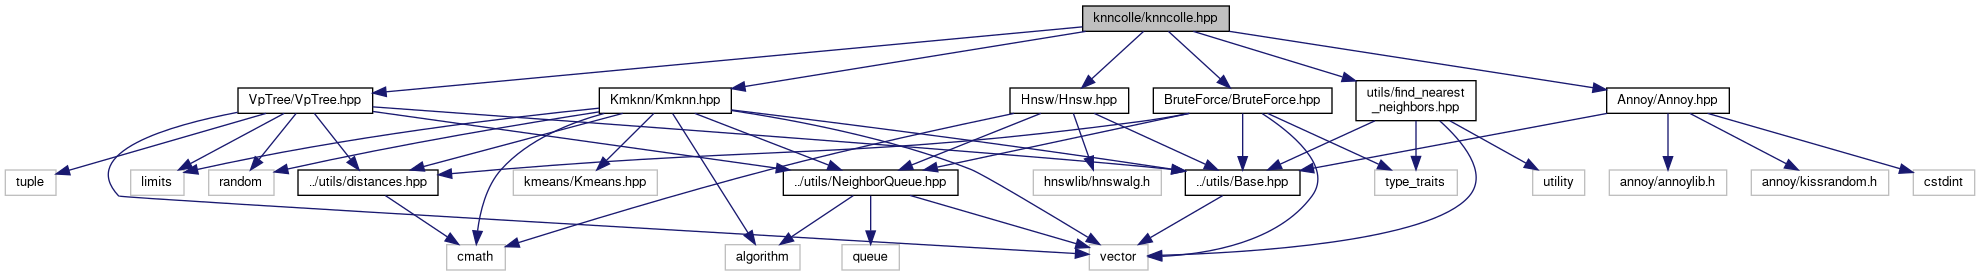 knncolle/knncolle.hpp
VpTree/VpTree.hpp
Kmknn/Kmknn.hpp
Hnsw/Hnsw.hpp
BruteForce/BruteForce.hpp
utils/find_nearest
_neighbors.hpp
Annoy/Annoy.hpp
tuple
limits
random
../utils/distances.hpp
kmeans/Kmeans.hpp
../utils/NeighborQueue.hpp
hnswlib/hnswalg.h
../utils/Base.hpp
type_traits
utility
annoy/annoylib.h
annoy/kissrandom.h
cstdint
cmath
algorithm
queue
vector